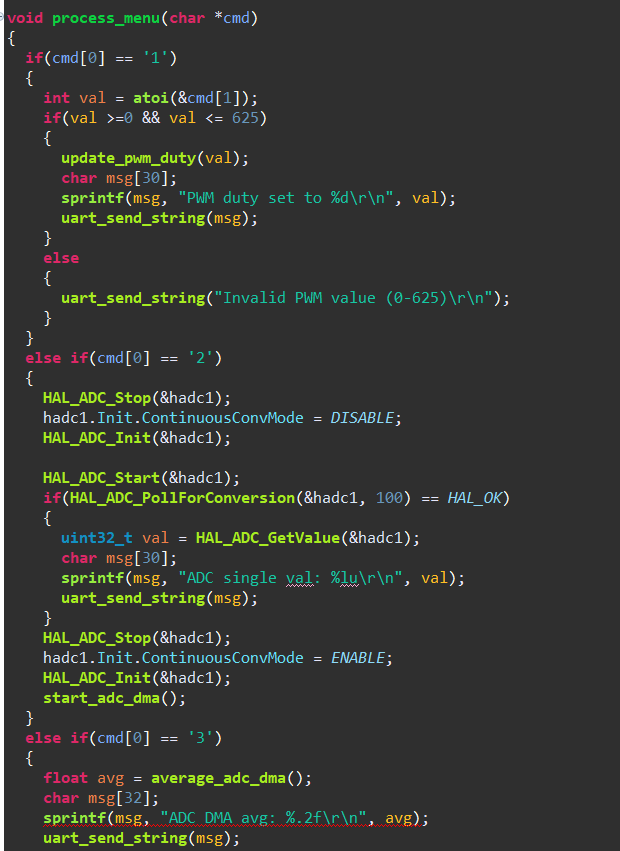 void process_menu(char *cmd)
{
if(cmd[0] == '1')
{
int val = atoi(&cmd[1]);
if(val >=0 && val <= 625)
{
update_pwm_duty(val);
char msg[30];
sprintf(msg, "PWM duty set to %d\r\n", val);
uart_send_string(msg);
}
else
{
uart_send_string("Invalid PWM value (0-625)\r\n");
}
}
else if(cmd[0] == '2')
{
HAL_ADC_Stop(&hadc1);
hadc1.Init.ContinuousConvMode = DISABLE;
HAL_ADC_Init(&hadc1);
HAL_ADC_Start(&hadc1);
if(HAL_ADC_PollForConversion(&hadc1, 100) == HAL_OK)
{
uint32_t val = HAL_ADC_GetValue(&hadc1);
char msg[30];
sprintf(msg, "ADC single val: %lu\r\n", val);
uart_send_string(msg);
}
HAL_ADC_Stop(&hadc1);
hadc1.Init.ContinuousConvMode = ENABLE;
HAL_ADC_Init(&hadc1);
start_adc_dma();
}
else if(cmd[0] == '3')
{
float avg = average_adc_dma();
char msg[32];
sprintf(msg, "ADC DMA avg: %.2f\r\n", avg);
uart_send_string(msg);